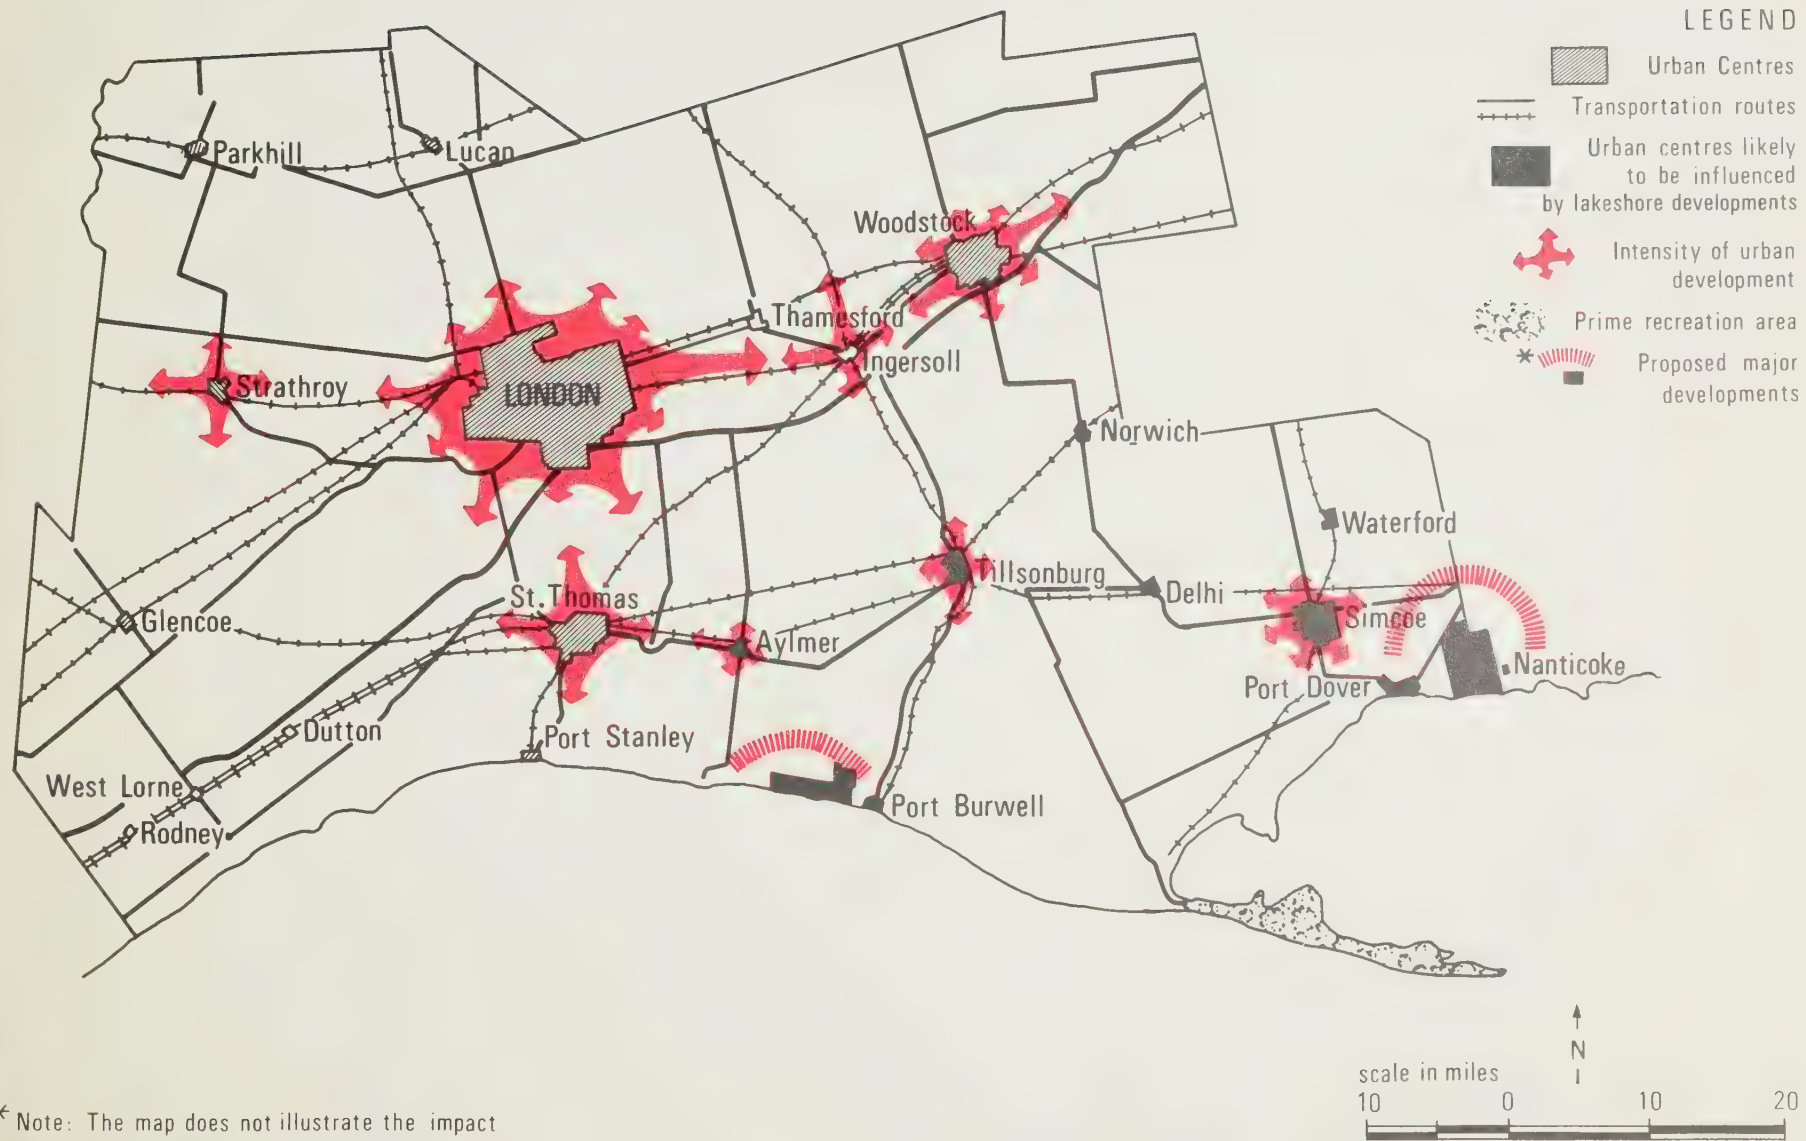 LEGEND
Urban Centres
Transportation routes
Urban centres likely
to be influenced
by lakeshore developments
Intensity of urban
development
Prime recreation area
* Proposed major
developments
Parkhill
Lucan
Woodstock
Thamesford
Ingersoll
Strathroy
LONDON
Norwich
Waterford
Tillsonburg
Delhi
St. Thomas
Glencoe
Aylmer
Simcoe
Nanticoke
Port Dover
Dutton
Port Stanley
West Lorne
Port Burwell
Rodney
N
scale in miles
10 0 10 20
* Note: The map does not illustrate the impact